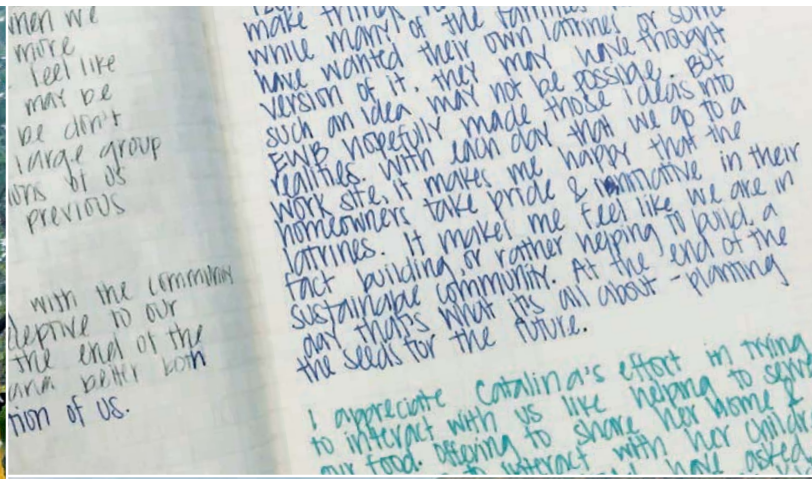 when we
more
feel like
may be
be don't
large group
of us
previous
with the community
to our
the end of the
better both
tion of us.
make things
while many of the families
have wanted their own latrines or some
version of it, they may have thought
such an idea may not be possible. But
EWB hopefully made those ideas into
realities. With each day that we go to a
work site, it makes me happy that the
homeowners take pride & initiative in their
latrines. It makes me feel like we are in
fact building, or rather helping to build, a
sustainable community. At the end of the
day that's what it's all about - planting
the seeds for the future.
I appreciate Catalina's effort in trying
to interact with us like helping to serve
our food. Offering to share her home &
to interact with her child
have asked